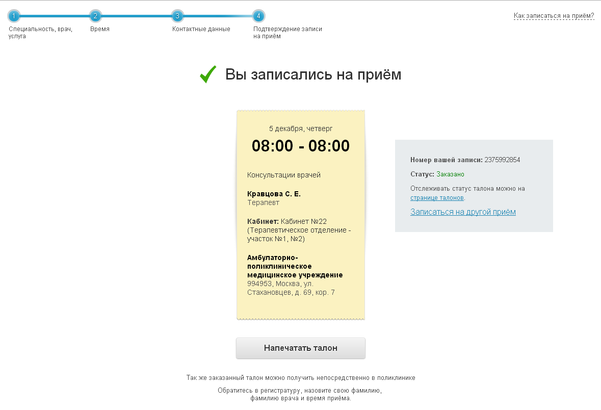 1
2
3
4
Специальность, врач,
услуга
Время
Контактные данные
Подтверждение записи
на приём
Как записаться на приём?
Вы записались на приём
5 декабря, четверг
08:00 - 08:00
Консультации врачей
Кравцова С. Е.
Терапевт
Кабинет: Кабинет №22
(Терапевтическое отделение -
участок №1, №2)
Амбулаторно-
поликлиническое
медицинское учреждение
994953, Москва, ул.
Стахановцев, д. 69, кор. 7
Номер вашей записи: 2375992854
Статус: Заказано
Отслеживать статус талона можно на
странице талонов.
Записаться на другой приём
Напечатать талон
Так же заказанный талон можно получить непосредственно в поликлинике
Обратитесь в регистратуру, назовите свою фамилию,
фамилию врача и время приёма.